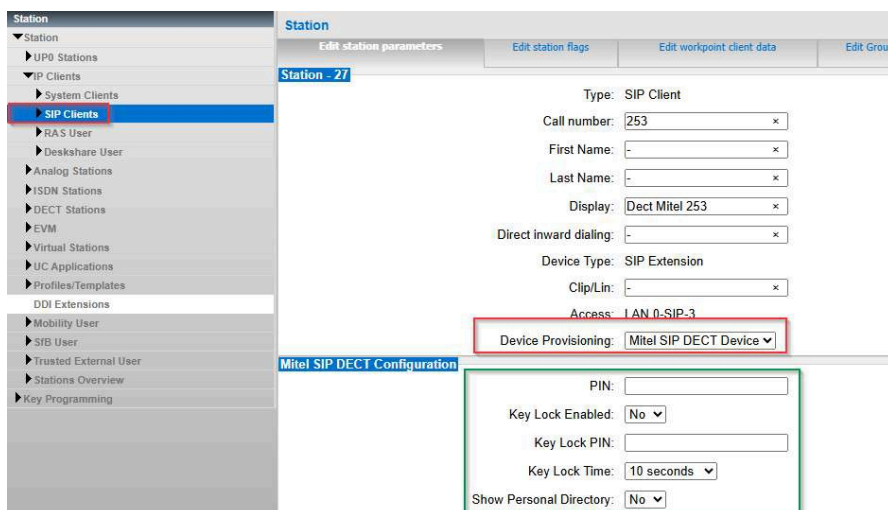 Station
Station
UP0 Stations
IP Clients
System Clients
SIP Clients
RAS User
Deskshare User
Analog Stations
ISDN Stations
DECT Stations
EVM
Virtual Stations
UC Applications
Profiles/Templates
DDI Extensions
Mobility User
SfB User
Trusted External User
Stations Overview
Key Programming
Station
Edit station parameters Edit station flags Edit workpoint client data Edit Grou
Station - 27
Type: SIP Client
Call number: 253 ×
First Name: - ×
Last Name: - ×
Display: Dect Mitel 253 ×
Direct inward dialing: - ×
Device Type: SIP Extension
Clip/Lin: - ×
Access: LAN 0-SIP-3
Device Provisioning: Mitel SIP DECT Device
Mitel SIP DECT Configuration
PIN:
Key Lock Enabled: No
Key Lock PIN:
Key Lock Time: 10 seconds
Show Personal Directory: No